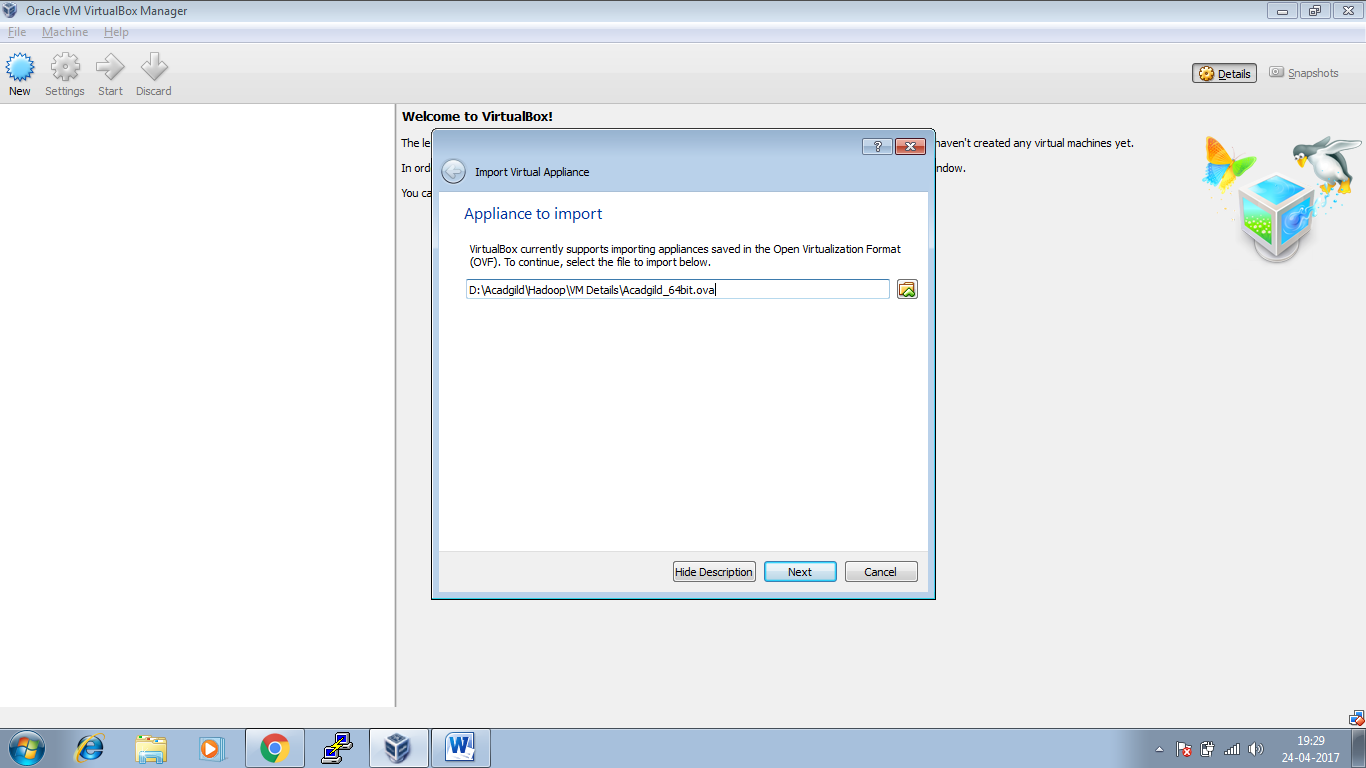 Oracle VM VirtualBox Manager
File Machine Help
New Settings Start Discard
Details Snapshots
Welcome to VirtualBox!
The le
haven't created any virtual machines yet.
In ord
ndow.
You ca
?
Import Virtual Appliance
Appliance to import
VirtualBox currently supports importing appliances saved in the Open Virtualization Format
(OVF). To continue, select the file to import below.
D:\Acadgild\Hadoop\VM Details\Acadgild_64bit.ova
Hide Description Next Cancel
19:29
24-04-2017